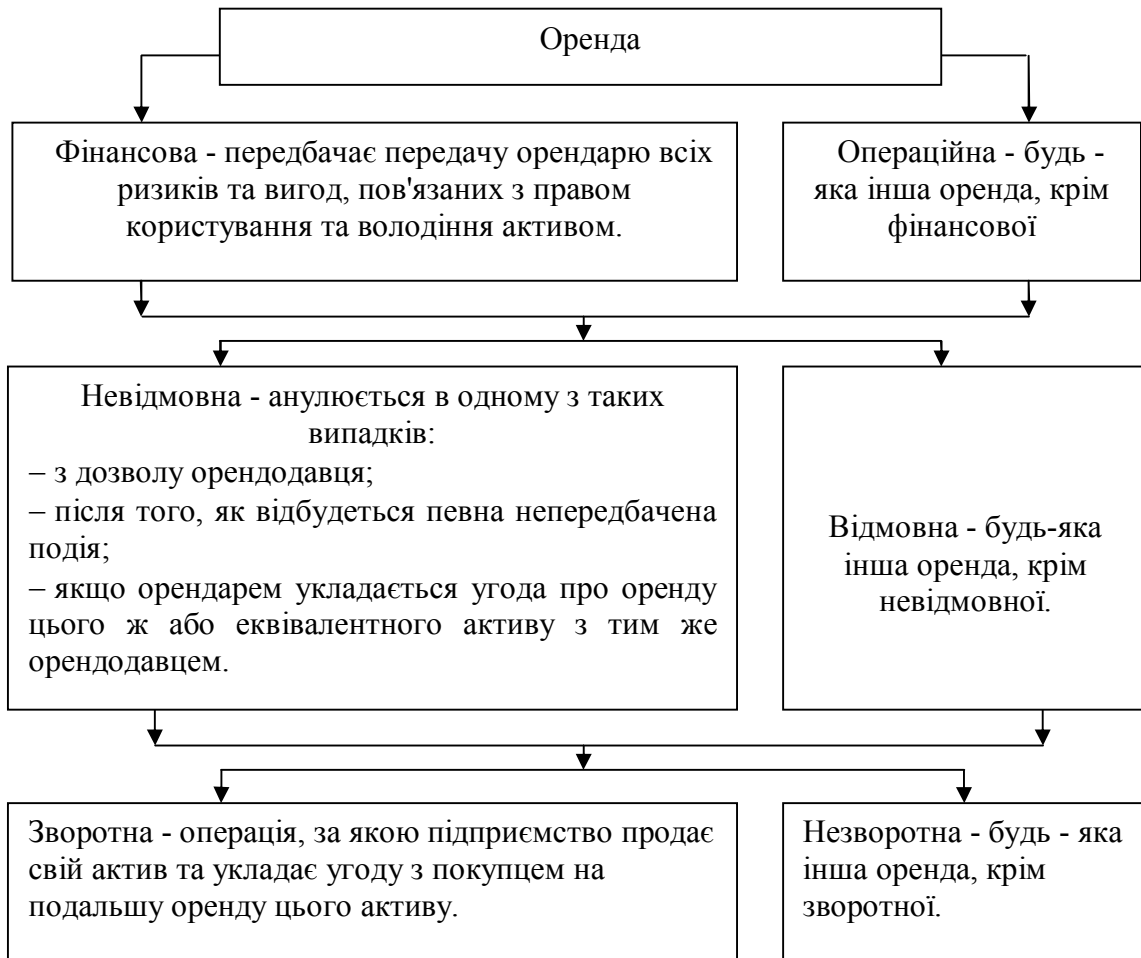 Оренда
Фінансова - передбачає передачу орендарю всіх
ризиків та вигод, пов'язаних з правом
користування та володіння активом.
Операційна - будь -
яка інша оренда, крім
фінансової
Невідмовна - анулюється в одному з таких
випадків:
– з дозволу орендодавця;
– після того, як відбудеться певна непередбачена
подія;
– якщо орендарем укладається угода про оренду
цього ж або еквівалентного активу з тим же
орендодавцем.
Відмовна - будь-яка
інша оренда, крім
невідмовної.
Зворотна - операція, за якою підприємство продає
свій актив та укладає угоду з покупцем на
подальшу оренду цього активу.
Незворотна - будь - яка
інша оренда, крім
зворотної.